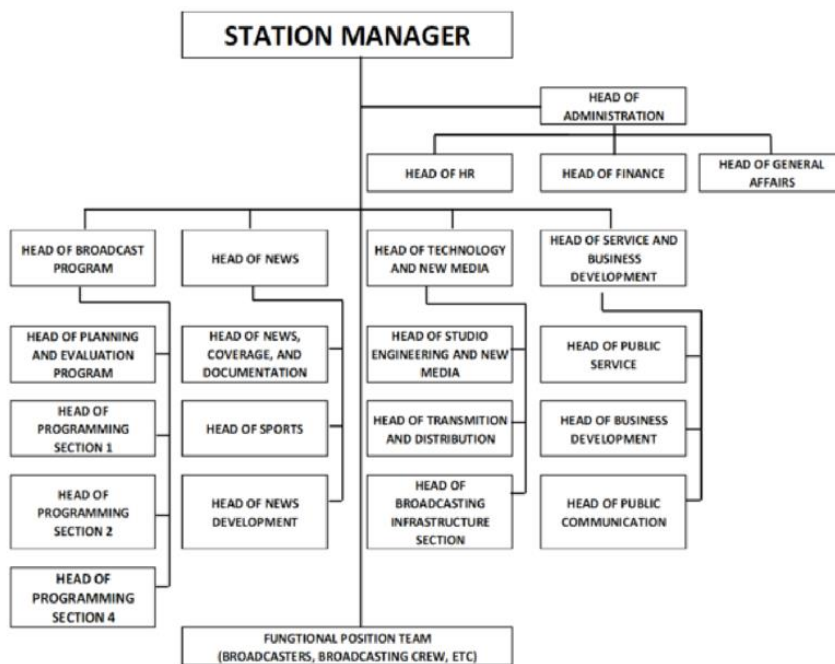 STATION MANAGER
HEAD OF
ADMINISTRATION
HEAD OF HR
HEAD OF FINANCE
HEAD OF GENERAL
AFFAIRS
HEAD OF BROADCAST
PROGRAM
HEAD OF NEWS
HEAD OF TECHNOLOGY
AND NEW MEDIA
HEAD OF SERVICE AND
BUSINESS
DEVELOPMENT
HEAD OF PLANNING
AND EVALUATION
PROGRAM
HEAD OF NEWS,
COVERAGE, AND
DOCUMENTATION
HEAD OF STUDIO
ENGINEERING AND NEW
MEDIA
HEAD OF PUBLIC
SERVICE
HEAD OF
PROGRAMMING
SECTION 1
HEAD OF SPORTS
HEAD OF TRANSMITION
AND DISTRIBUTION
HEAD OF BUSINESS
DEVELOPMENT
HEAD OF
PROGRAMMING
SECTION 2
HEAD OF NEWS
DEVELOPMENT
HEAD OF
BROADCASTING
INFRASTRUCTURE
SECTION
HEAD OF PUBLIC
COMMUNICATION
HEAD OF
PROGRAMMING
SECTION 4
FUNGTIONAL POSITION TEAM
(BROADCASTERS, BROADCASTING CREW, ETC)